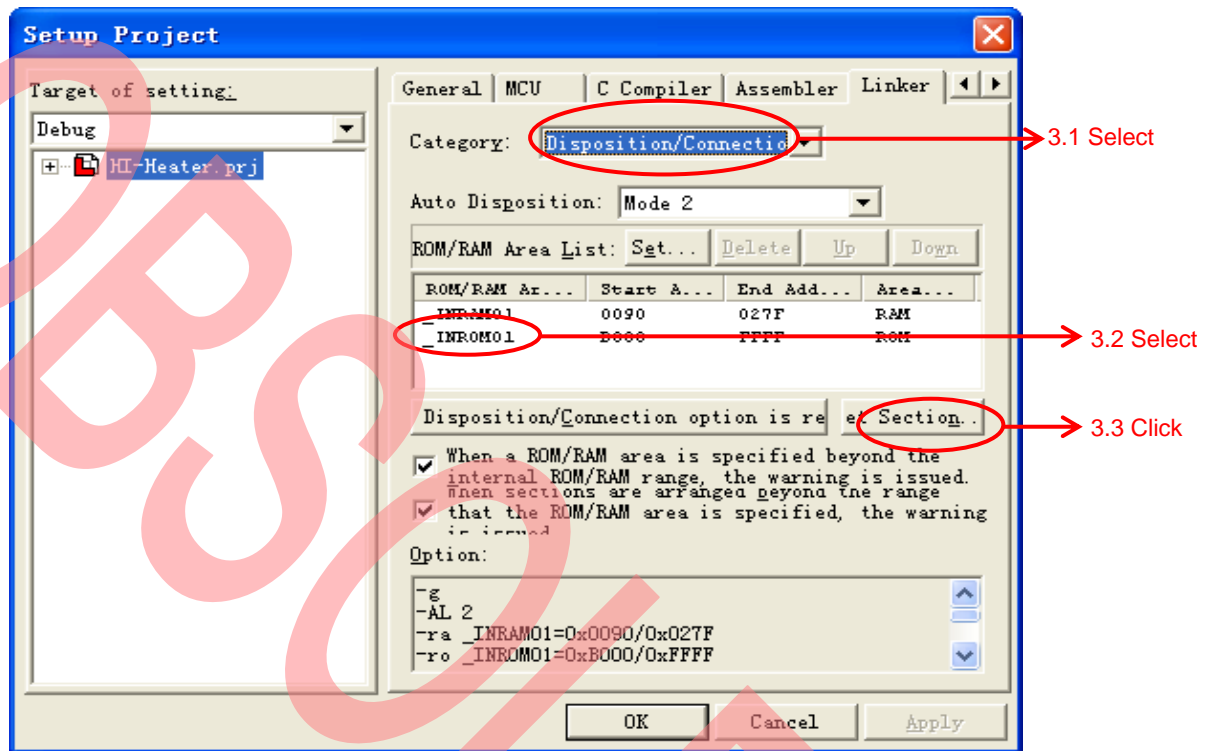 Setup Project
Target of setting:
Debug
HI-Heater.prj
General MCU C Compiler Assembler Linker
Category: Disposition/Connectio
3.1 Select
Auto Disposition: Mode 2
ROM/RAM Area List: Set... Delete Up Down
ROM/RAM Ar... Start A... End Add... Area...
_INRAM01 0090 027F RAM
_INROM01 B000 FFFF ROM
3.2 Select
Disposition/Connection option is re et Section..
3.3 Click
When a ROM/RAM area is specified beyond the
internal ROM/RAM range, the warning is issued.
When sections are arranged beyond the range
that the ROM/RAM area is specified, the warning
is issued
Option:
-g
-AL 2
-ra _INRAM01=0x0090/0x027F
-ro _INROM01=0xB000/0xFFFF
OK Cancel Apply